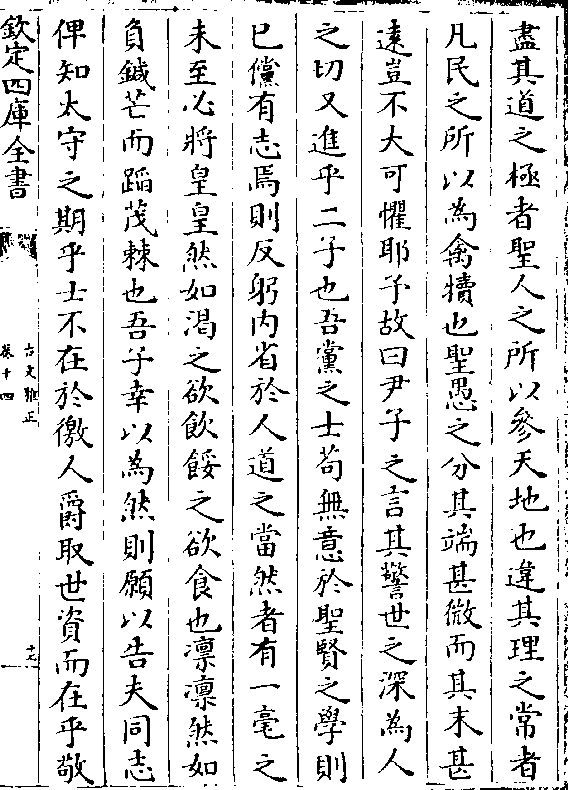 盡其道之極者聖人之所以參天地也違其理之常者
凡民之所以為禽犢也聖愚之分其端甚微而其末甚
遠豈不大可懼耶予故曰尹子之言其警世之深為人
之切又進乎二子也吾黨之士苟無意於聖賢之學則
已儻有志焉則反躬内省於人道之當然者有一毫之
未至必將皇皇然如渴之欲飲餒之欲食也凛凛然如
負鋮芒而蹈茂棘也吾子幸以為然則願以告夫同志
俾知太守之期乎士不在於徼人爵取世資而在乎敬
欽定四庫全書
古文雅正
卷十四